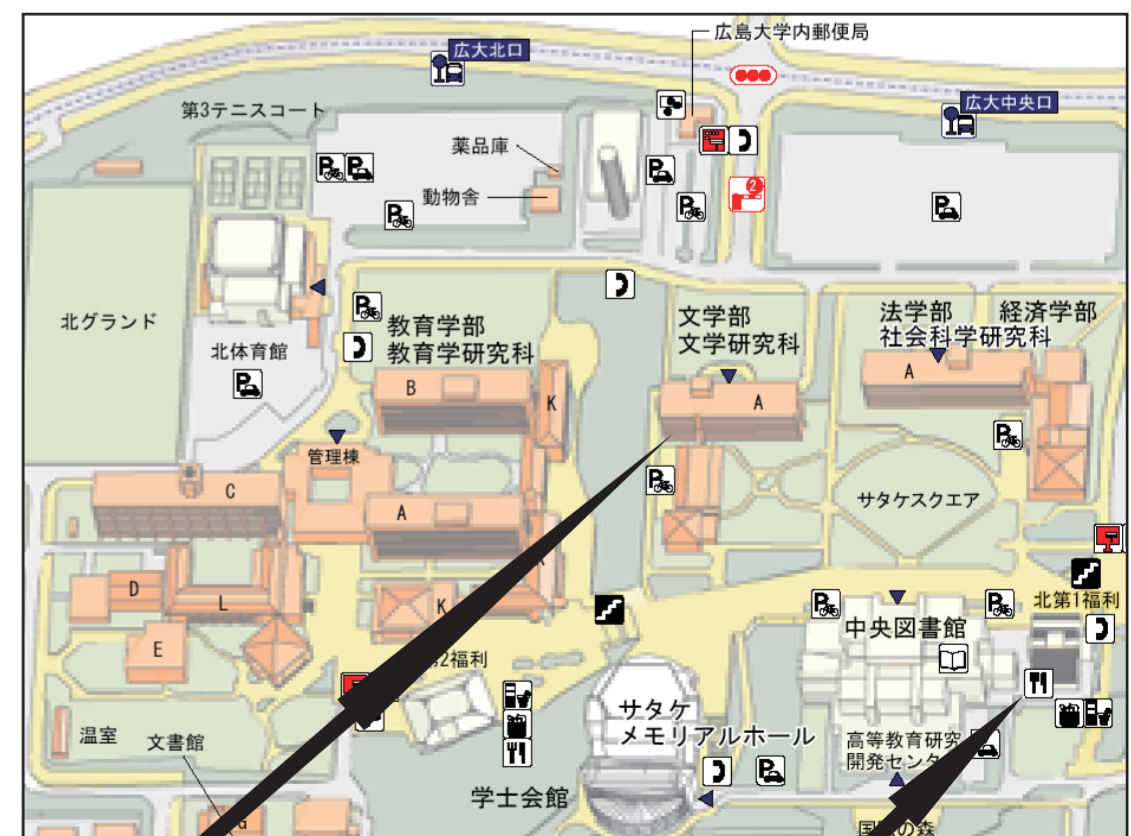 広島大学内郵便局
広大北口
広大中央口
第3テニスコート
薬品庫
動物舎
P
P
P
P
P
2
P
北グランド
北体育館
P
P
教育学部
教育学研究科
文学部
文学研究科
法学部
経済学部
社会科学研究科
B
K
A
A
管理棟
P
P
C
A
サタケスクエア
D
L
K
E
P
P
北第1福利
中央図書館
2福利
サタケ
メモリアルホール
温室
文書館
高等教育研究
開発センタ
P
学士会館
G
の森